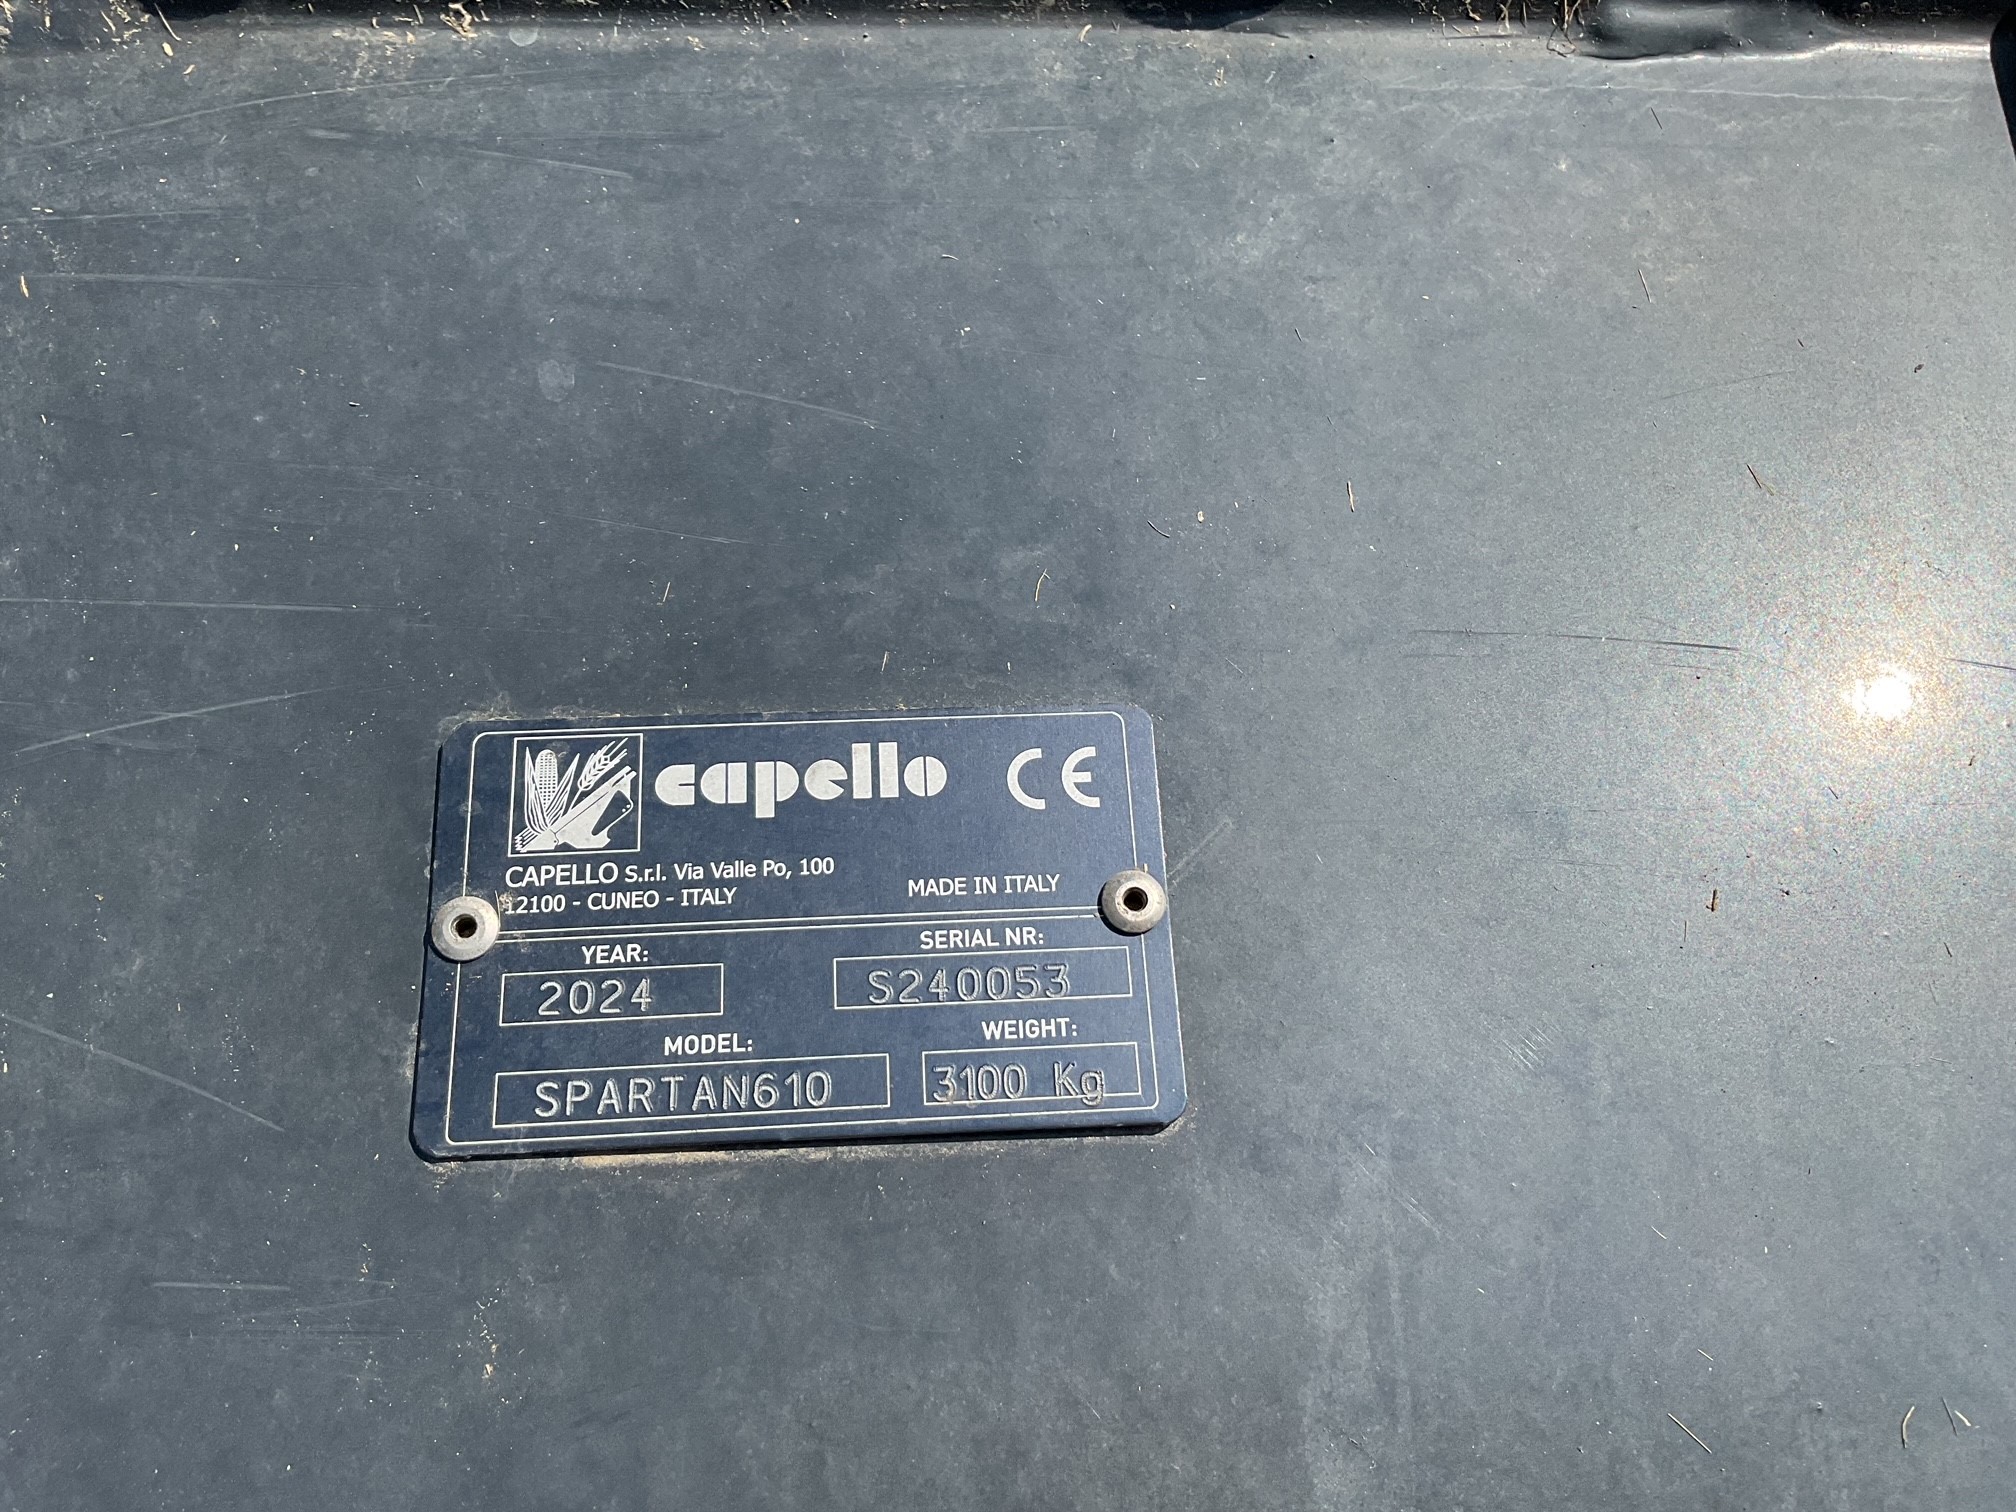 capello CE
CAPELLO S.r.l. Via Valle Po, 100
12100 - CUNEO - ITALY
MADE IN ITALY
YEAR:
2024
SERIAL NR:
S240053
MODEL:
SPARTAN610
WEIGHT:
3100 Kg